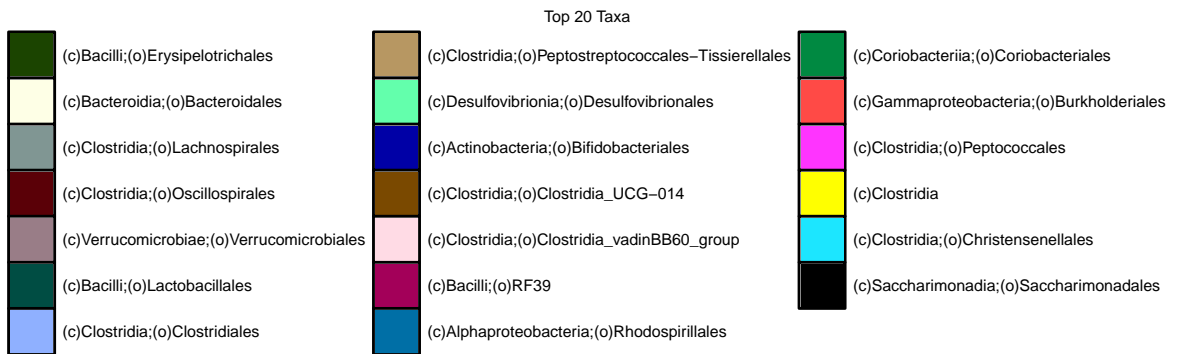 Top 20 Taxa
(c)Bacilli;(o)Erysipelotrichales
(c)Bacteroidia;(o)Bacteroidales
(c)Clostridia;(o)Lachnospirales
(c)Clostridia;(o)Oscillospirales
(c)Verrucomicrobiae;(o)Verrucomicrobiales
(c)Bacilli;(o)Lactobacillales
(c)Clostridia;(o)Clostridiales
(c)Clostridia;(o)Peptostreptococcales−Tissierellales
(c)Desulfovibrionia;(o)Desulfovibrionales
(c)Actinobacteria;(o)Bifidobacteriales
(c)Clostridia;(o)Clostridia_UCG−014
(c)Clostridia;(o)Clostridia_vadinBB60_group
(c)Bacilli;(o)RF39
(c)Alphaproteobacteria;(o)Rhodospirillales
(c)Coriobacteriia;(o)Coriobacteriales
(c)Gammaproteobacteria;(o)Burkholderiales
(c)Clostridia;(o)Peptococcales
(c)Clostridia
(c)Clostridia;(o)Christensenellales
(c)Saccharimonadia;(o)Saccharimonadales